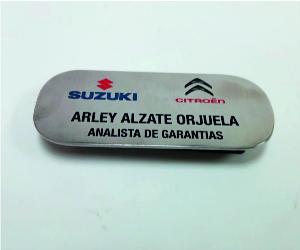 SUZUKI CITROËN
ARLEY ALZATE ORJUELA
ANALISTA DE GARANTIAS